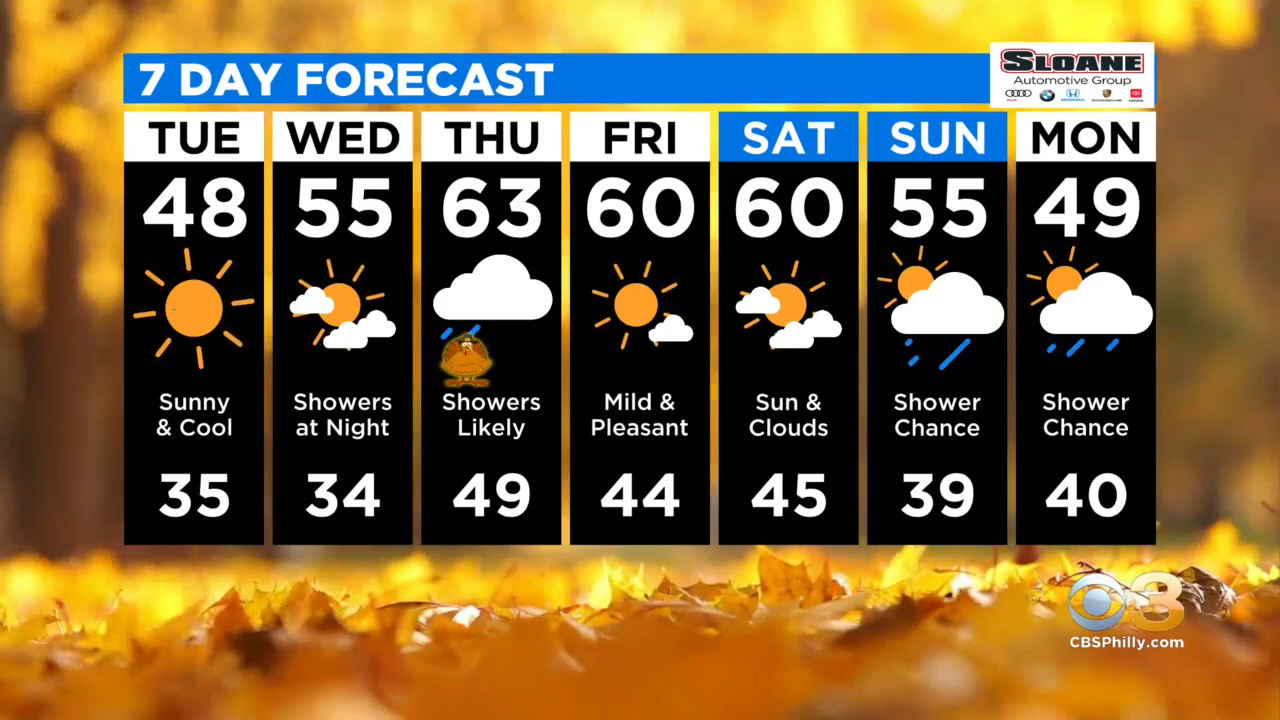 7 DAY FORECAST
SLOANE
Automotive Group
TUE
48
Sunny
& Cool
35
WED
55
Showers
at Night
34
THU
63
Showers
Likely
49
FRI
60
Mild &
Pleasant
44
SAT
60
Sun &
Clouds
45
SUN
55
Shower
Chance
39
MON
49
Shower
Chance
40
3
CBSPhilly.com